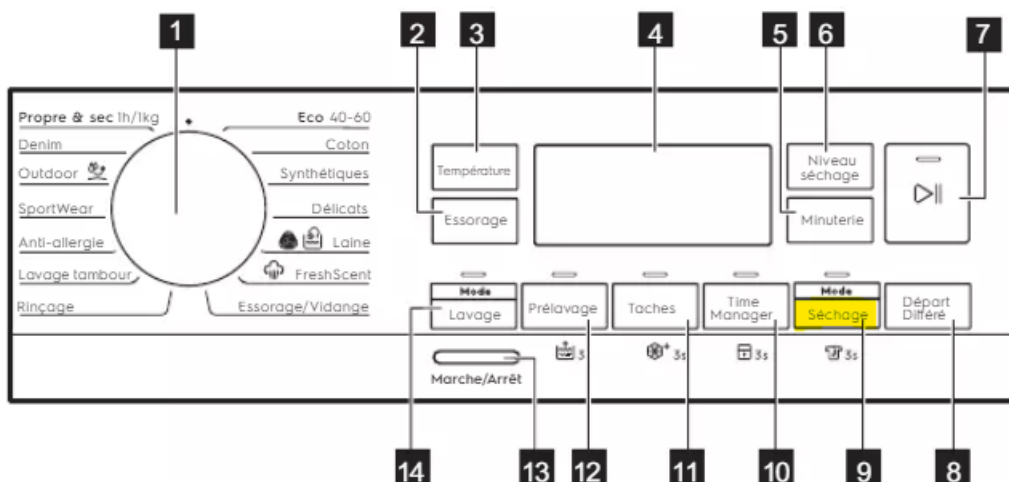 1 2 3 4 5 6 7
Propre & sec 1h/1kg
Denim
Outdoor
SportWear
Anti-allergie
Lavage tambour
Rinçage
Eco 40-60
Coton
Synthétiques
Délicats
Laine
FreshScent
Essorage/Vidange
Température
Essorage
Niveau
séchage
Minuterie
Mode
Lavage
Prélavage
Taches
Time
Manager
Mode
Séchage
Départ
Différé
3 3s 3s 3s
Marche/Arrêt
14 13 12 11 10 9 8